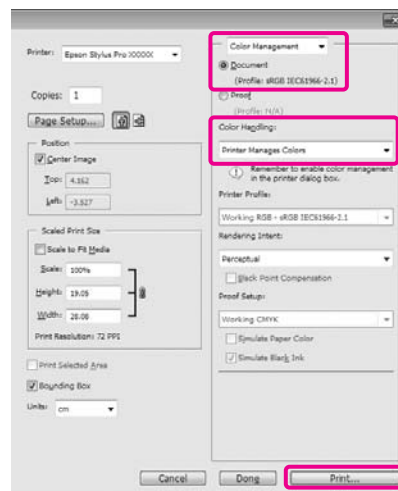 Printer: Epson Stylus Pro XXXXX
Copies: 1
Page Setup...
Position
Center Image
Top: 4.162
Left: -3.527
Scaled Print Size
Scale to Fit Media
Scale: 100%
Height: 19.05
Width: 28.08
Print Resolution: 72 PPI
Print Selected Area
Bounding Box
Units: cm
Color Management
Document
(Profile: sRGB IEC61966-2.1)
Proof
(Profile: N/A)
Color Handling:
Printer Manages Colors
Remember to enable color management
in the printer dialog box.
Printer Profile:
Working RGB - sRGB IEC61966-2.1
Rendering Intent:
Perceptual
Black Point Compensation
Proof Setup:
Working CMYK
Simulate Paper Color
Simulate Black Ink
Cancel
Done
Print...